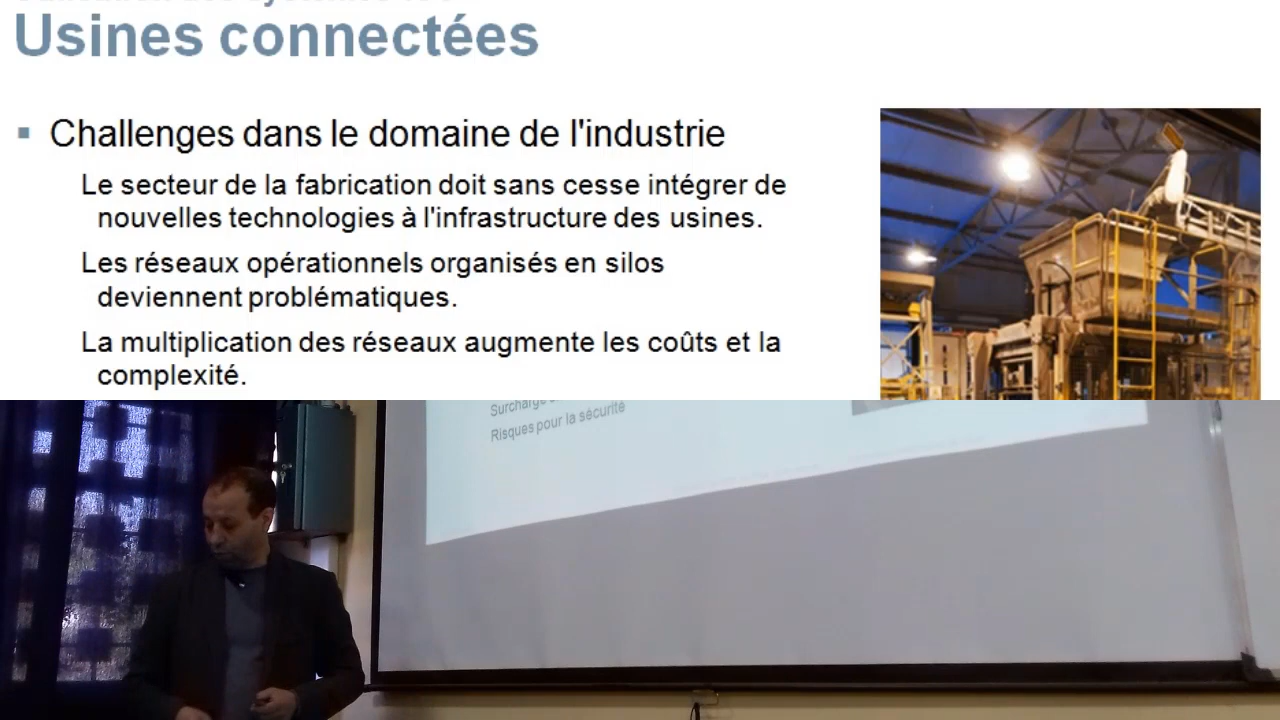 Usines connectées
▪ Challenges dans le domaine de l'industrie
Le secteur de la fabrication doit sans cesse intégrer de
nouvelles technologies à l'infrastructure des usines.
Les réseaux opérationnels organisés en silos
deviennent problématiques.
La multiplication des réseaux augmente les coûts et la
complexité.
Surcharge
Risques pour la sécurité